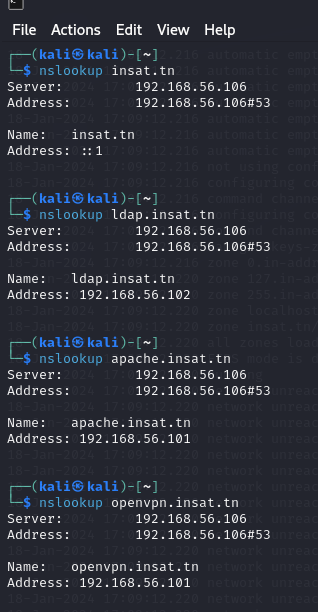 File Actions Edit View Help
┌──(kali㉿kali)-[~]
└─$ nslookup insat.tn
Server: 192.168.56.106
Address: 192.168.56.106#53
Name: insat.tn
Address: ::1
┌──(kali㉿kali)-[~]
└─$ nslookup ldap.insat.tn
Server: 192.168.56.106
Address: 192.168.56.106#53
Name: ldap.insat.tn
Address: 192.168.56.102
┌──(kali㉿kali)-[~]
└─$ nslookup apache.insat.tn
Server: 192.168.56.106
Address: 192.168.56.106#53
Name: apache.insat.tn
Address: 192.168.56.101
┌──(kali㉿kali)-[~]
└─$ nslookup openvpn.insat.tn
Server: 192.168.56.106
Address: 192.168.56.106#53
Name: openvpn.insat.tn
Address: 192.168.56.101